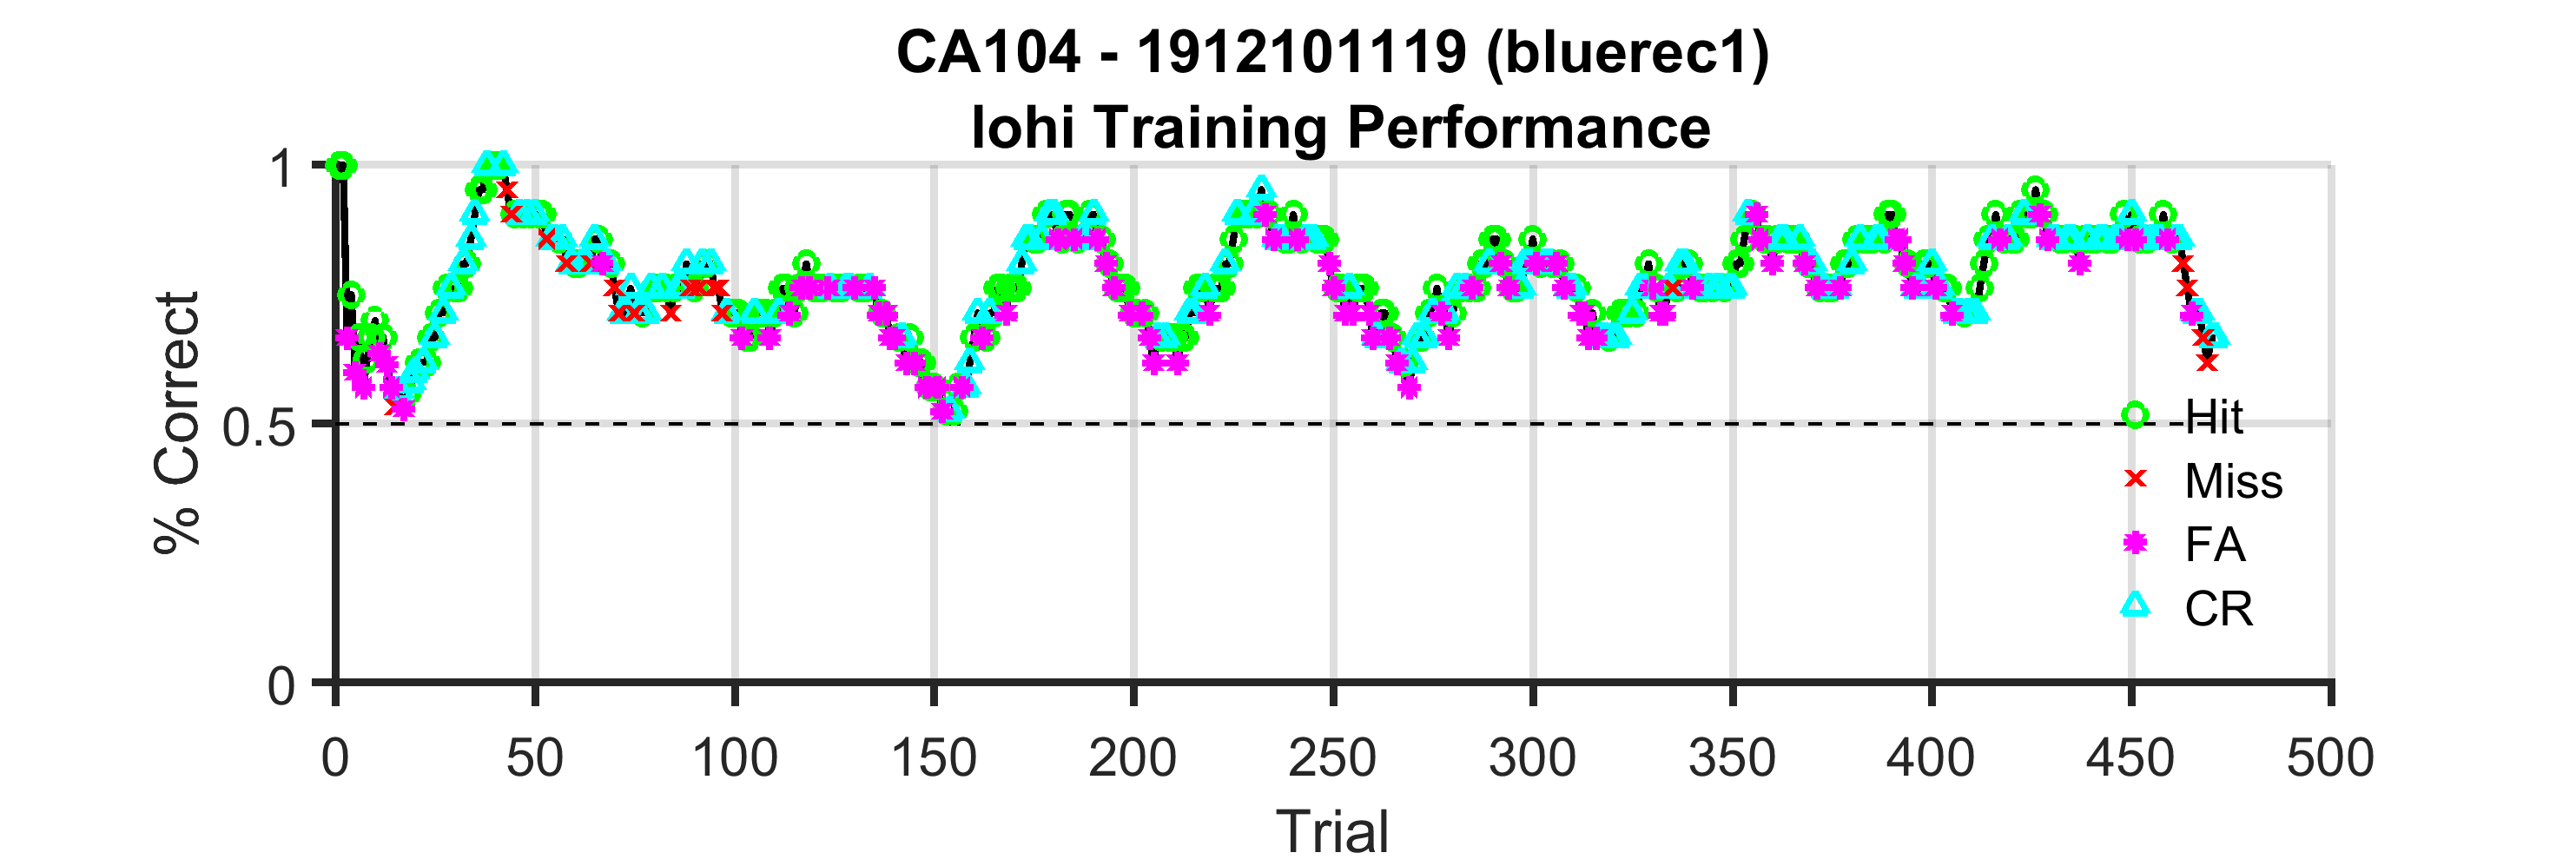 CA104 - 1912101119 (bluerec1)
lohi Training Performance
% Correct
1
0.5
0
Hit
Miss
FA
CR
0 50 100 150 200 250 300 350 400 450 500
Trial